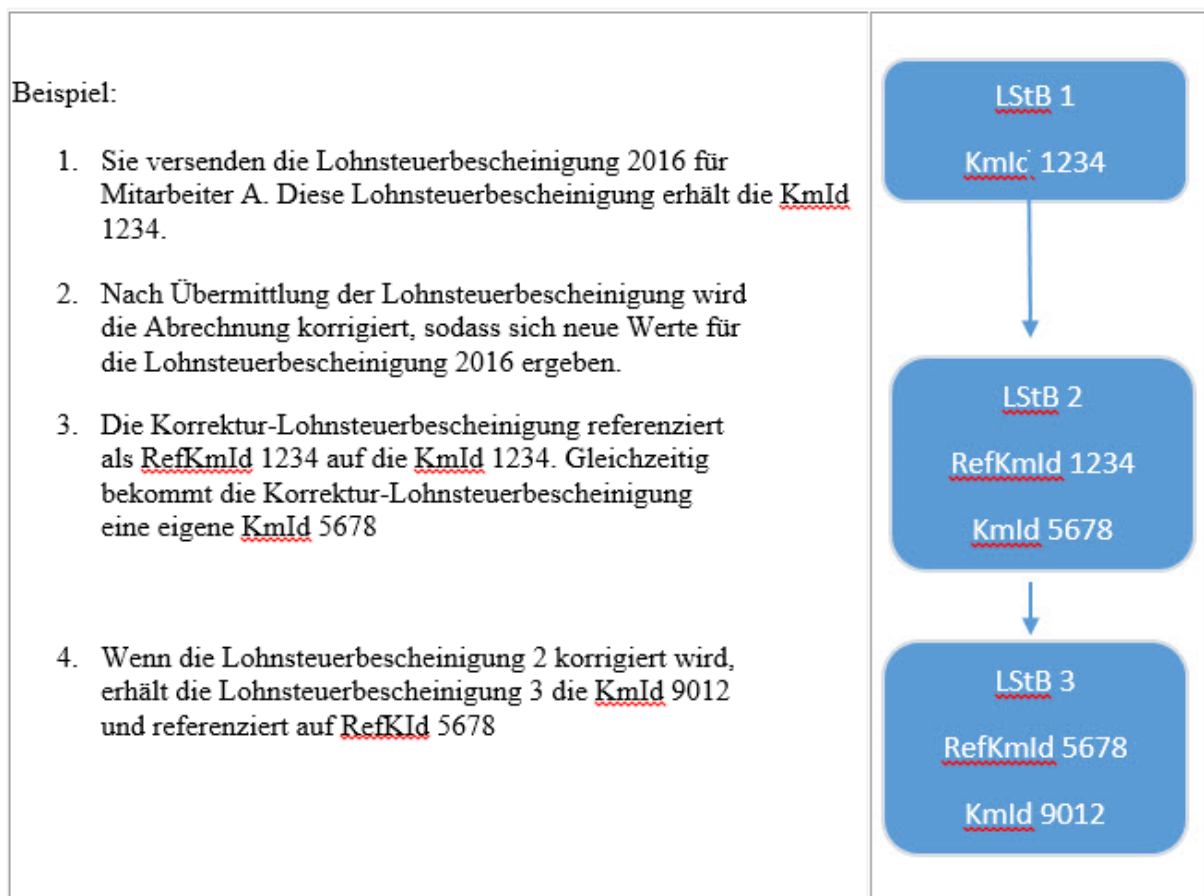 Beispiel:
1. Sie versenden die Lohnsteuerbescheinigung 2016 für
Mitarbeiter A. Diese Lohnsteuerbescheinigung erhält die KmId
1234.
2. Nach Übermittlung der Lohnsteuerbescheinigung wird
die Abrechnung korrigiert, sodass sich neue Werte für
die Lohnsteuerbescheinigung 2016 ergeben.
3. Die Korrektur-Lohnsteuerbescheinigung referenziert
als RefKmId 1234 auf die KmId 1234. Gleichzeitig
bekommt die Korrektur-Lohnsteuerbescheinigung
eine eigene KmId 5678
4. Wenn die Lohnsteuerbescheinigung 2 korrigiert wird,
erhält die Lohnsteuerbescheinigung 3 die KmId 9012
und referenziert auf RefKId 5678
LStB 1
KmId 1234
LStB 2
RefKmId 1234
KmId 5678
LStB 3
RefKmId 5678
KmId 9012